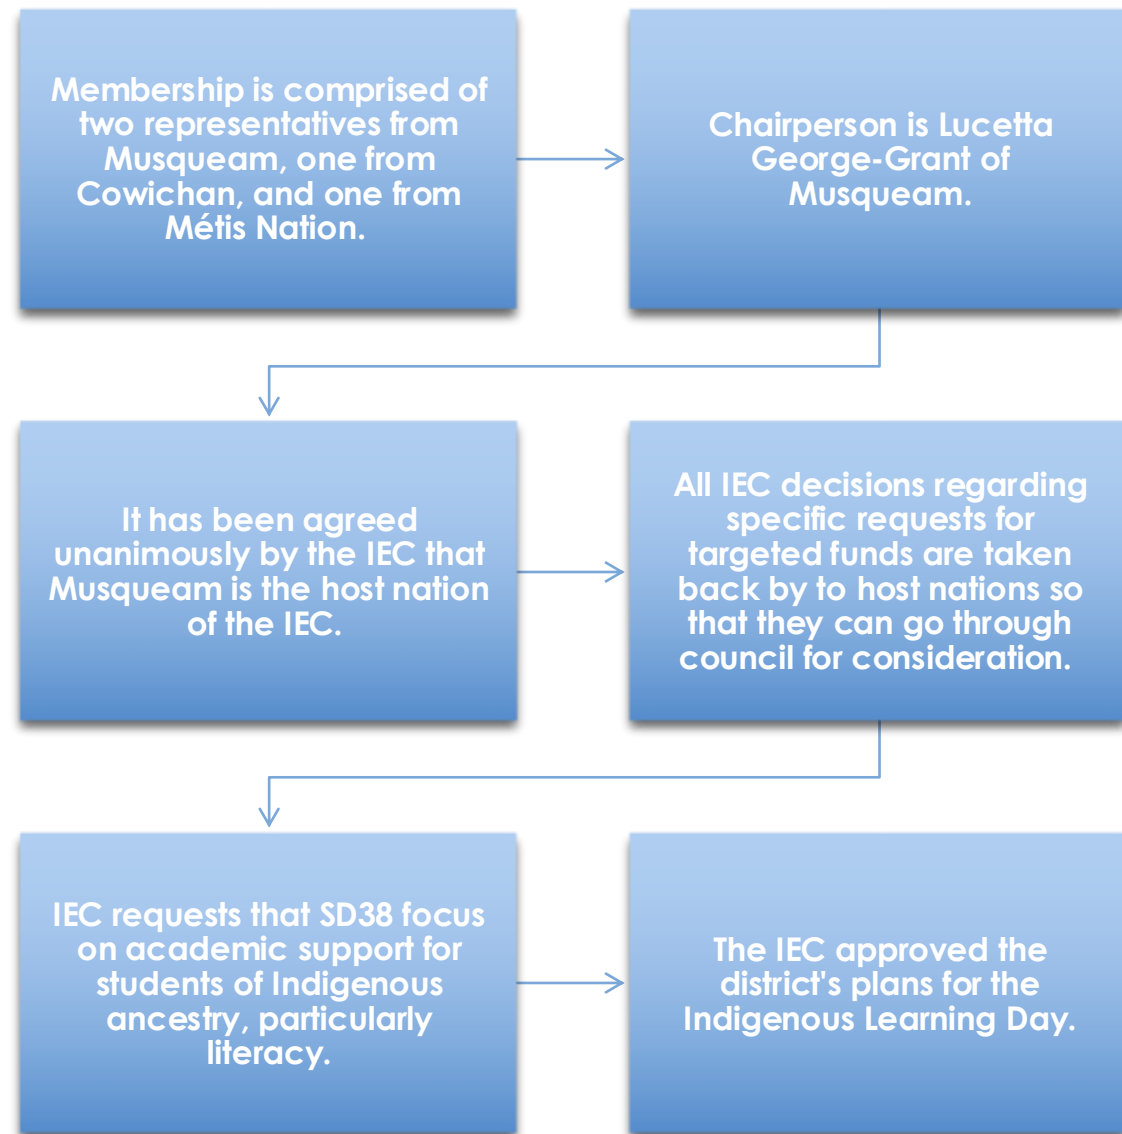 Membership is comprised of
two representatives from
Musqueam, one from
Cowichan, and one from
Métis Nation.
Chairperson is Lucetta
George-Grant of
Musqueam.
It has been agreed
unanimously by the IEC that
Musqueam is the host nation
of the IEC.
All IEC decisions regarding
specific requests for
targeted funds are taken
back by to host nations so
that they can go through
council for consideration.
IEC requests that SD38 focus
on academic support for
students of Indigenous
ancestry, particularly
literacy.
The IEC approved the
district's plans for the
Indigenous Learning Day.